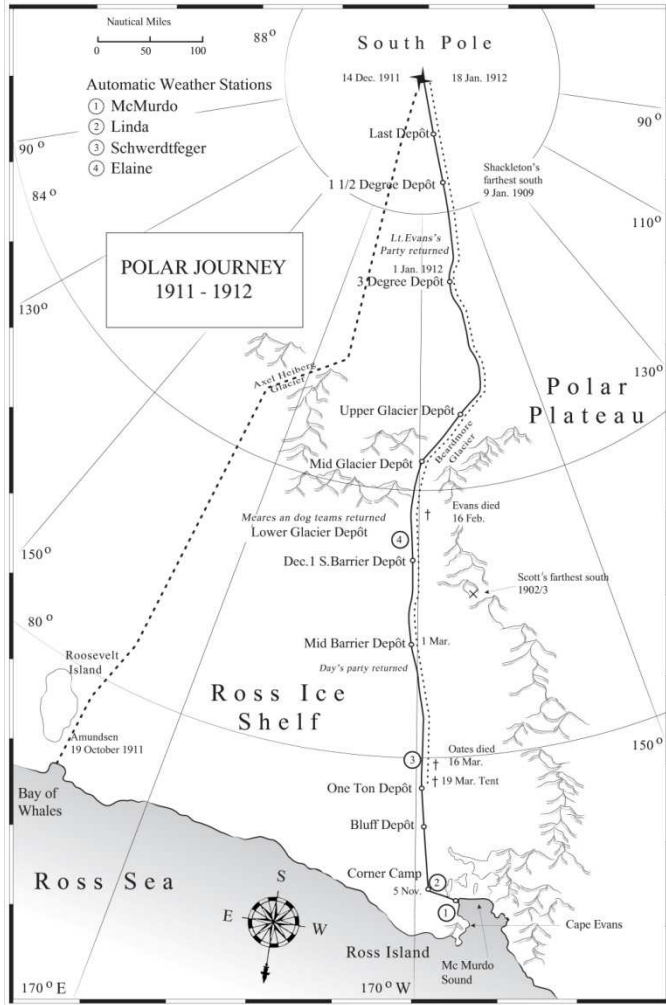 Nautical Miles
0 50 100
88°
South Pole
14 Dec. 1911
18 Jan. 1912
Automatic Weather Stations
1 McMurdo
2 Linda
3 Schwerdtfeger
4 Elaine
90°
90°
Last Depôt
84°
Shackleton's
farthest south
9 Jan. 1909
1 1/2 Degree Depôt
110°
Lt.Evans's
Party returned
1 Jan. 1912
3 Degree Depôt
POLAR JOURNEY
1911 - 1912
130°
130°
Axel Heiberg
Glacier
Polar
Plateau
Upper Glacier Depôt
Beardmore
Glacier
Mid Glacier Depôt
Evans died
16 Feb.
Meares an dog teams returned
Lower Glacier Depôt
4
150°
Dec.1 S.Barrier Depôt
Scott's farthest south
1902/3
80°
Mid Barrier Depôt
1 Mar.
Roosevelt
Island
Day's party returned
Ross Ice
Shelf
Amundsen
19 October 1911
150°
Oates died
16 Mar.
3
19 Mar. Tent
One Ton Depôt
Bay of
Whales
Bluff Depôt
Corner Camp
2
5 Nov.
Ross Sea
1
S
E
W
N
Cape Evans
Ross Island
Mc Murdo
Sound
170° E
170° W